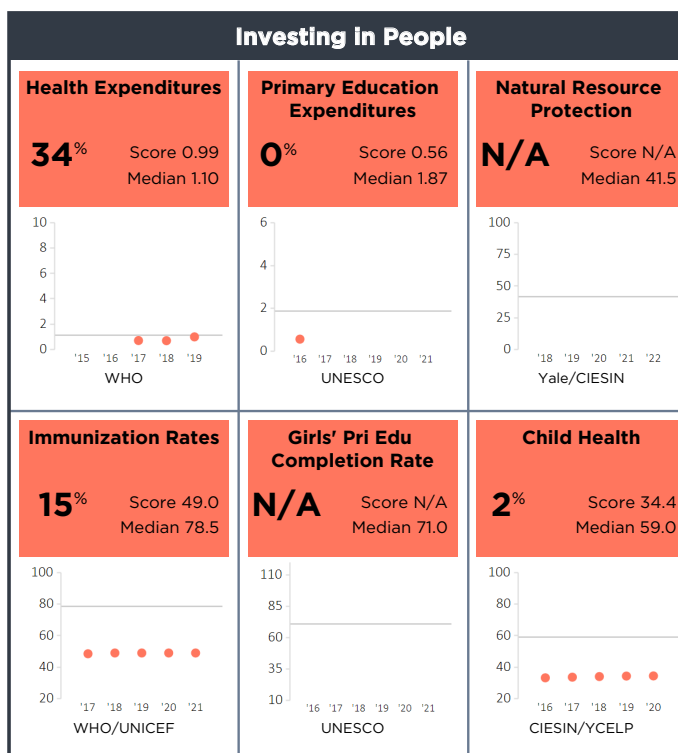 Investing in People
Health Expenditures
34%
Score 0.99
Median 1.10
10
8
6
4
2
0
'15 '16 '17 '18 '19
WHO
Primary Education
Expenditures
0%
Score 0.56
Median 1.87
6
4
2
0
'16 '17 '18 '19 '20 '21
UNESCO
Natural Resource
Protection
N/A
Score N/A
Median 41.5
100
75
50
25
0
'18 '19 '20 '21 '22
Yale/CIESIN
Immunization Rates
15%
Score 49.0
Median 78.5
100
80
60
40
20
'17 '18 '19 '20 '21
WHO/UNICEF
Girls' Pri Edu
Completion Rate
N/A
Score N/A
Median 71.0
110
85
60
35
10
'16 '17 '18 '19 '20 '21
UNESCO
Child Health
2%
Score 34.4
Median 59.0
100
80
60
40
20
'16 '17 '18 '19 '20
CIESIN/YCELP